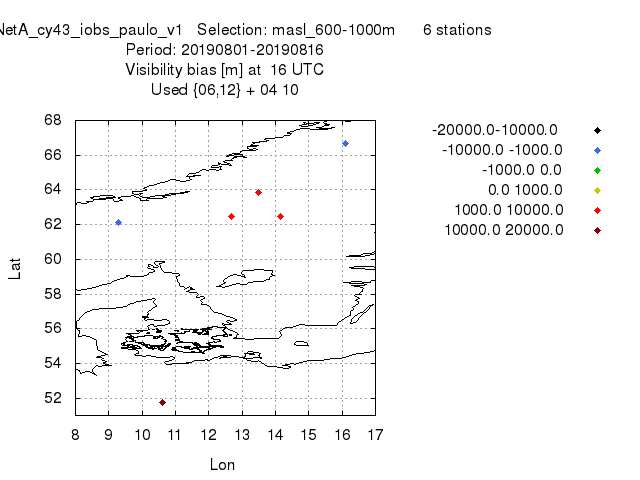 NetA_cy43_iobs_paulo_v1 Selection: masl_600-1000m 6 stations
Period: 20190801-20190816
Visibility bias [m] at 16 UTC
Used {06,12} + 04 10
-20000.0-10000.0
-10000.0 -1000.0
-1000.0 0.0
0.0 1000.0
1000.0 10000.0
10000.0 20000.0
68
66
64
62
60
58
56
54
52
Lat
8 9 10 11 12 13 14 15 16 17
Lon